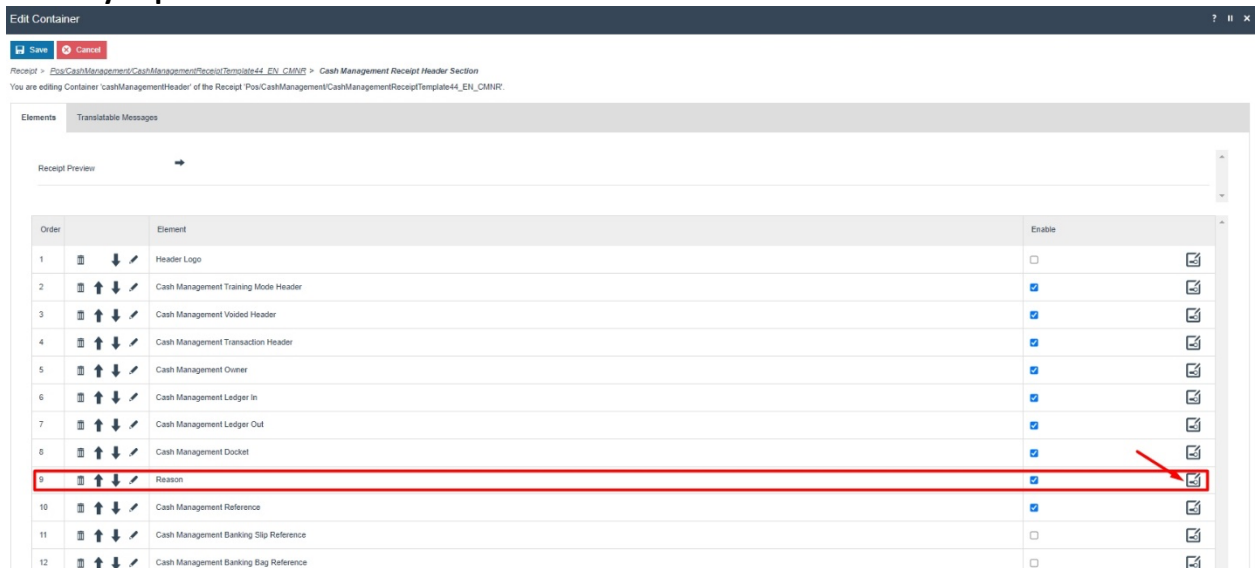 Edit Container ? II ×
Save Cancel
Receipt > Pos/CashManagement/CashManagementReceiptTemplate44_EN_CMNR > Cash Management Receipt Header Section
You are editing Container 'cashManagementHeader' of the Receipt 'Pos/CashManagement/CashManagementReceiptTemplate44_EN_CMNR'.
Elements Translatable Messages
Receipt Preview
Order Element Enable
1 Header Logo
2 Cash Management Training Mode Header
3 Cash Management Voided Header
4 Cash Management Transaction Header
5 Cash Management Owner
6 Cash Management Ledger In
7 Cash Management Ledger Out
8 Cash Management Docket
9 Reason
10 Cash Management Reference
11 Cash Management Banking Slip Reference
12 Cash Management Banking Bag Reference